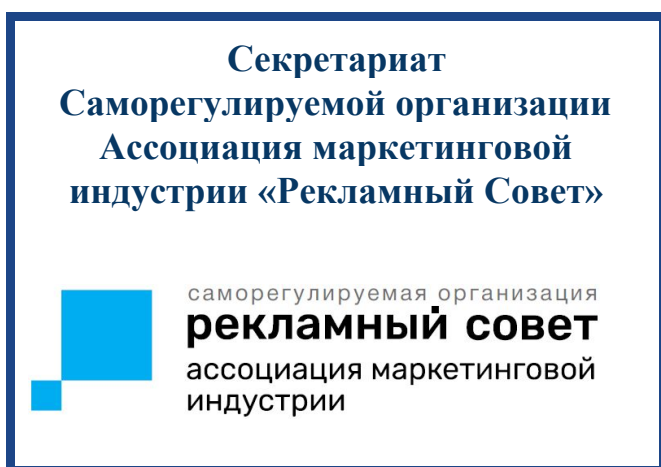 Секретариат
Саморегулируемой организации
Ассоциация маркетинговой
индустрии «Рекламный Совет»
саморегулируемая организация
рекламный совет
ассоциация маркетинговой
индустрии